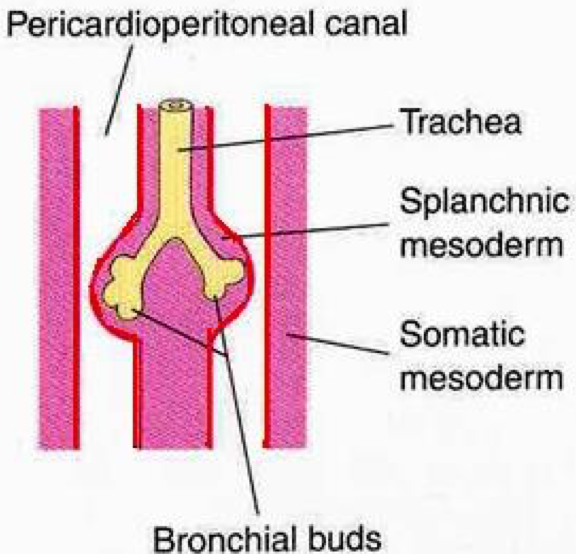 Pericardioperitoneal canal
Trachea
Splanchnic
mesoderm
Somatic
mesoderm
Bronchial buds